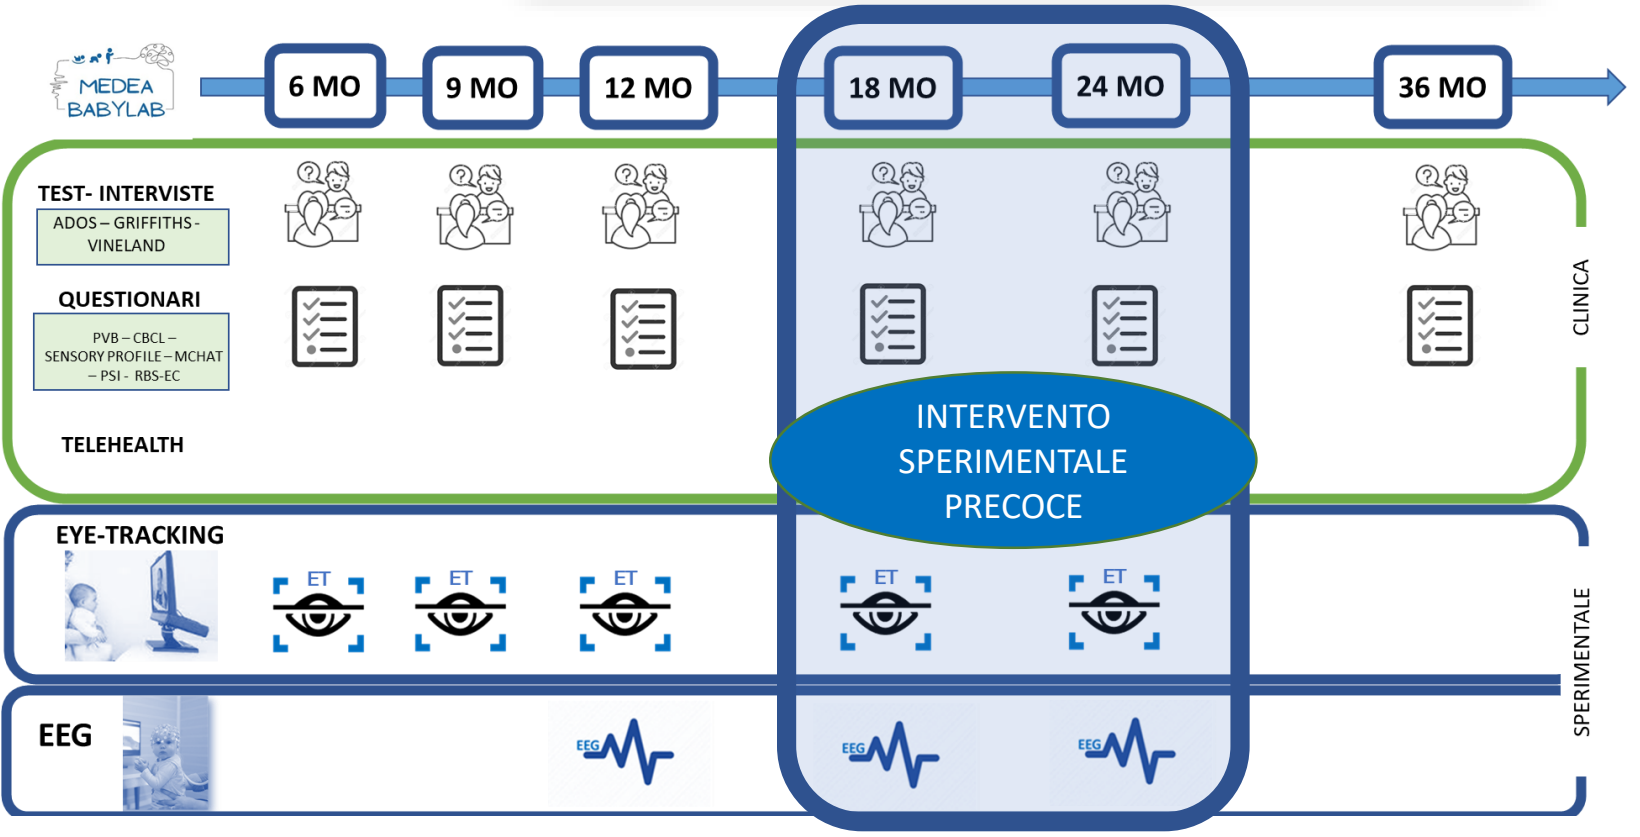 MEDEA
BABYLAB
6 MO
9 MO
12 MO
18 MO
24 MO
36 MO
TEST- INTERVISTE
ADOS – GRIFFITHS -
VINELAND
QUESTIONARI
PVB – CBCL –
SENSORY PROFILE – MCHAT
– PSI - RBS-EC
TELEHEALTH
CLINICA
INTERVENTO
SPERIMENTALE
PRECOCE
EYE-TRACKING
ET
ET
ET
ET
ET
SPERIMENTALE
EEG
EEG
EEG
EEG